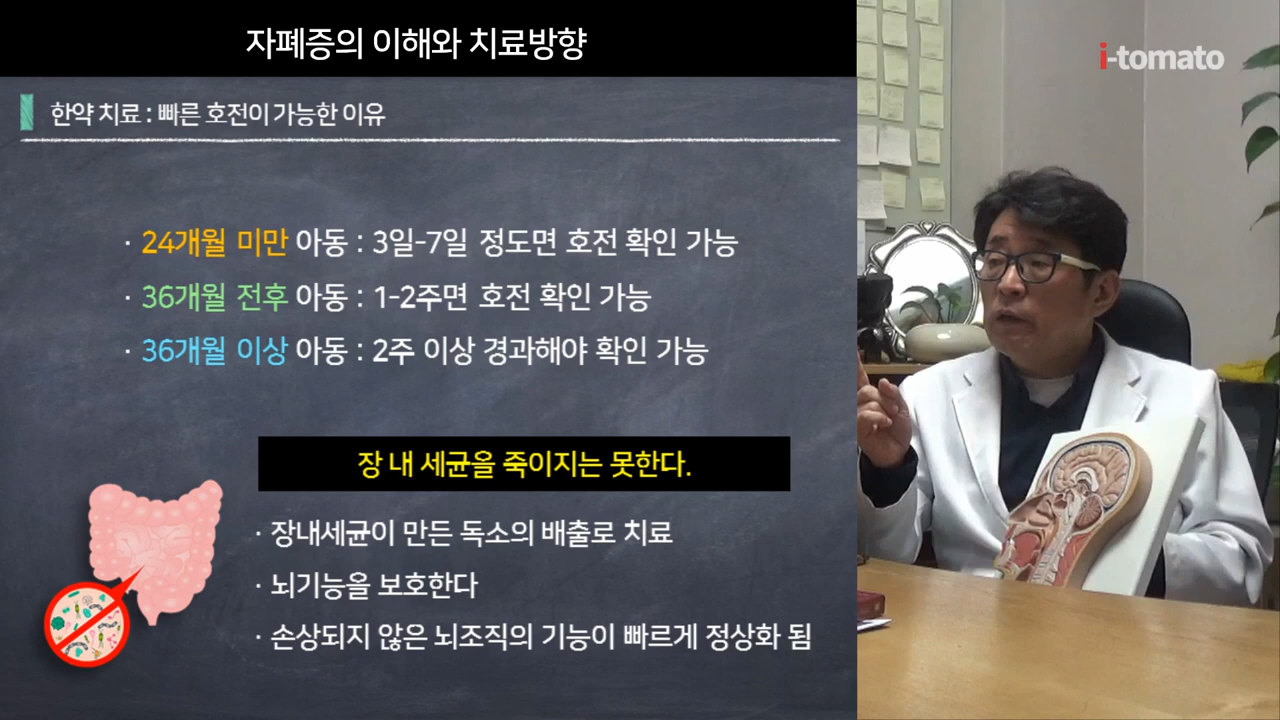 자폐증의 이해와 치료방향
i-tomato
한약 치료 : 빠른 호전이 가능한 이유
· 24개월 미만 아동 : 3일-7일 정도면 호전 확인 가능
· 36개월 전후 아동 : 1-2주면 호전 확인 가능
· 36개월 이상 아동 : 2주 이상 경과해야 확인 가능
장 내 세균을 죽이지는 못한다.
· 장내세균이 만든 독소의 배출로 치료
· 뇌기능을 보호한다
· 손상되지 않은 뇌조직의 기능이 빠르게 정상화 됨